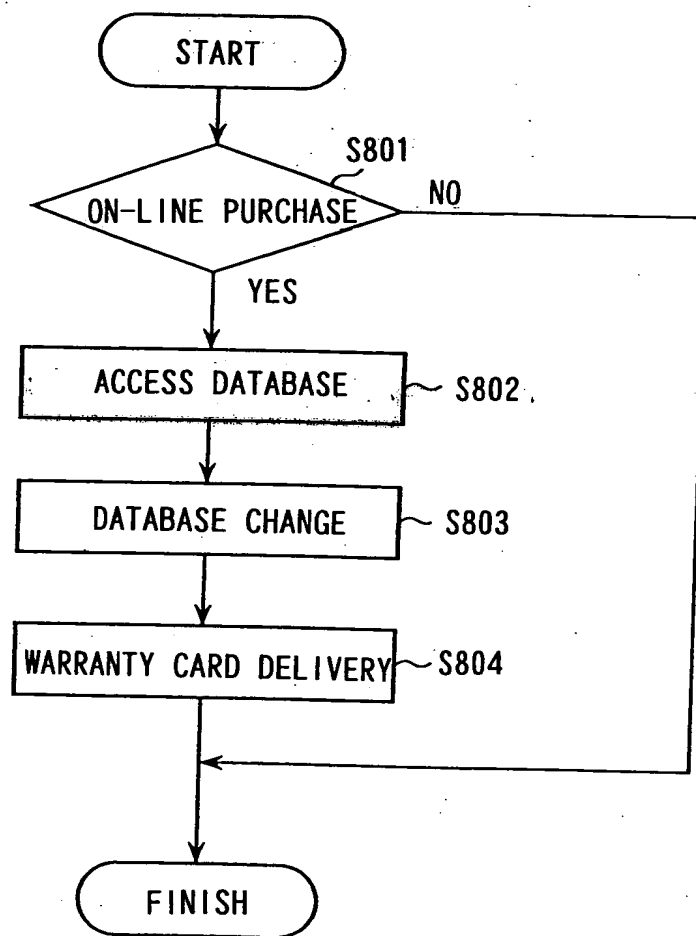 START
S801
ON-LINE PURCHASE
NO
YES
ACCESS DATABASE
S802
DATABASE CHANGE
S803
WARRANTY CARD DELIVERY
S804
FINISH